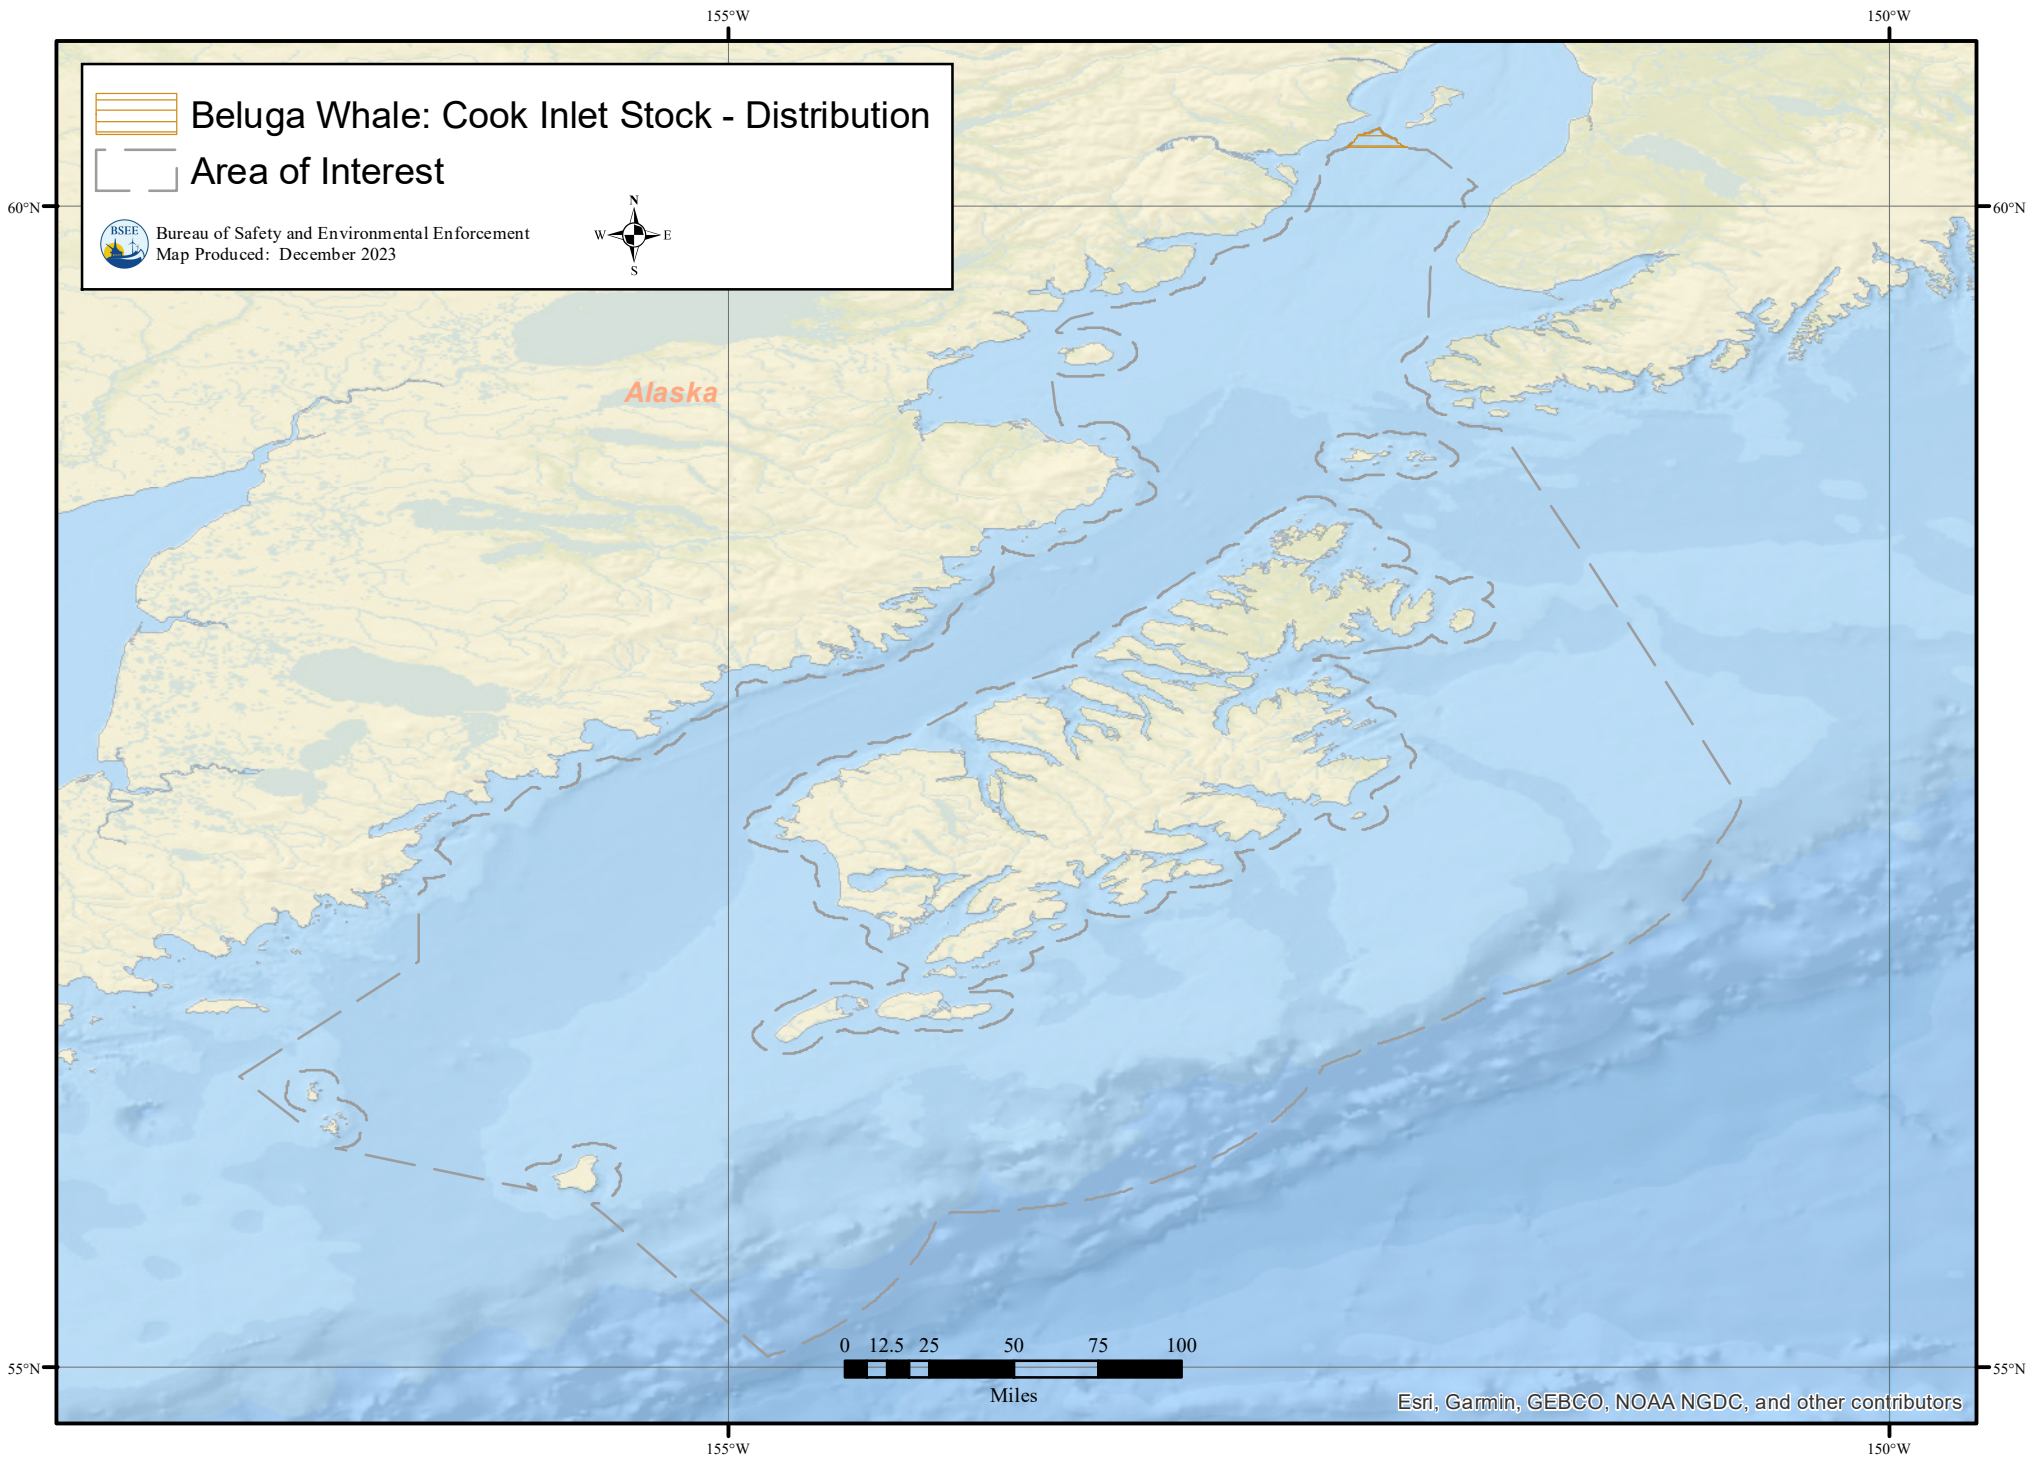 155°W
150°W
Beluga Whale: Cook Inlet Stock - Distribution
Area of Interest
BSEE
Bureau of Safety and Environmental Enforcement
Map Produced: December 2023
N
W
E
S
60°N
60°N
Alaska
0 12.5 25 50 75 100
Miles
55°N
55°N
Esri, Garmin, GEBCO, NOAA NGDC, and other contributors
155°W
150°W